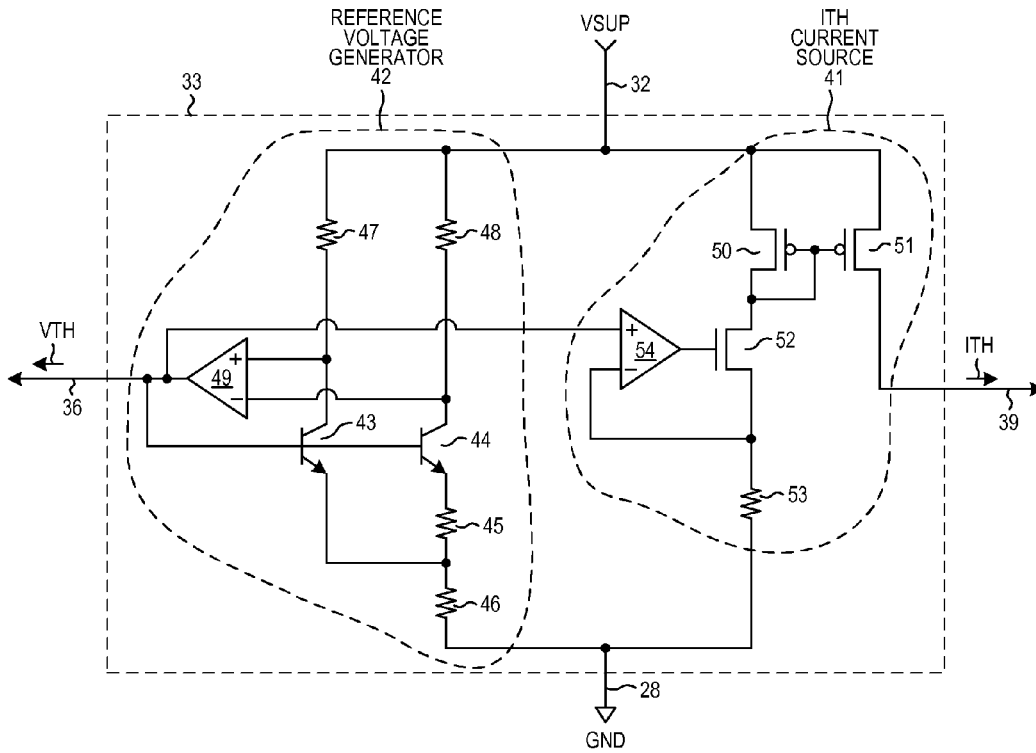 REFERENCE
VOLTAGE
GENERATOR
42
VSUP
ITH
CURRENT
SOURCE
41
33
32
47
48
50
51
VTH
+
49
−
+
54
−
52
ITH
36
43
44
39
45
53
46
28
GND